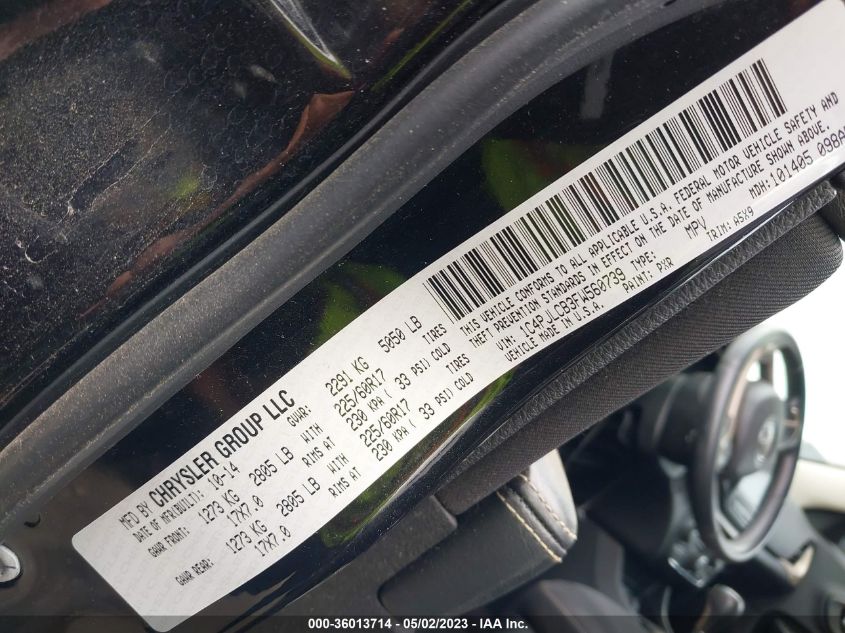 MFD BY CHRYSLER GROUP LLC
DATE OF MFR(BUILT): 10-14 GVWR: 2291 KG 5050 LB
GAWR FRONT: 1273 KG 2805 LB WITH 225/60R17 TIRES
17X7.0 RIMS AT 230 KPA ( 33 PSI) COLD
GAWR REAR: 1273 KG 2805 LB WITH 225/60R17 TIRES
17X7.0 RIMS AT 230 KPA ( 33 PSI) COLD
THIS VEHICLE CONFORMS TO ALL APPLICABLE U.S.A. FEDERAL MOTOR VEHICLE SAFETY AND
THEFT PREVENTION STANDARDS IN EFFECT ON THE DATE OF MANUFACTURE SHOWN ABOVE.
VIN: 1C4PJLCB3FW560739 TYPE: MPV MDH: 101405 098A
VEHICLE MADE IN U.S.A. PAINT: PXR TRIM: A5X9
000-36013714 - 05/02/2023 - IAA Inc.